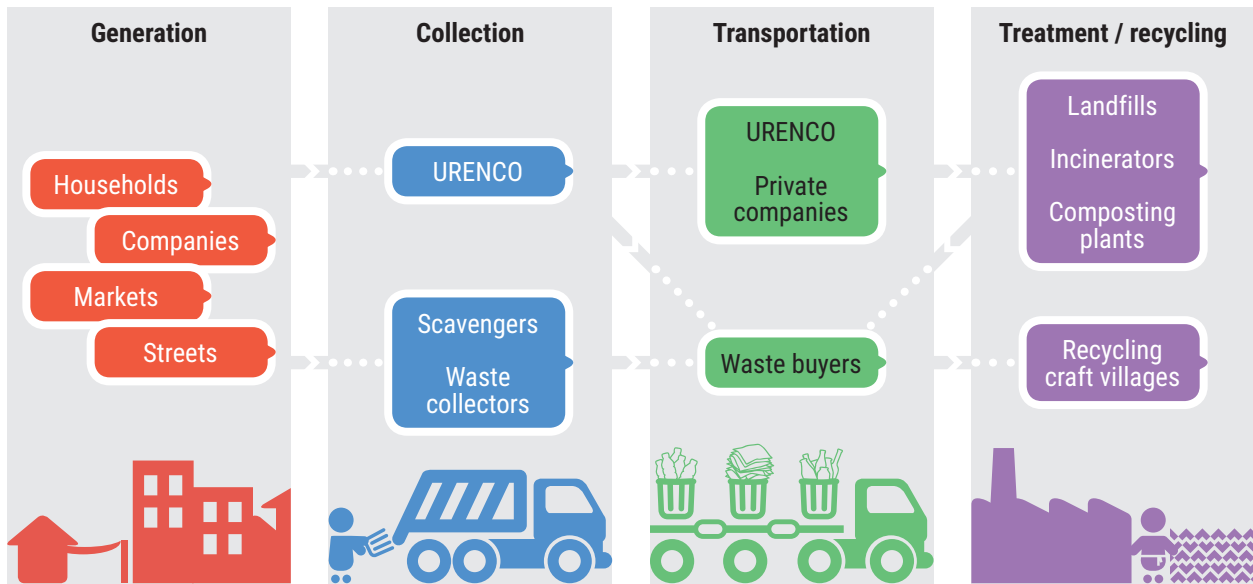 Generation
Households
Companies
Markets
Streets
Collection
URENCO
Scavengers
Waste
collectors
Transportation
URENCO
Private
companies
Waste buyers
Treatment / recycling
Landfills
Incinerators
Composting
plants
Recycling
craft villages